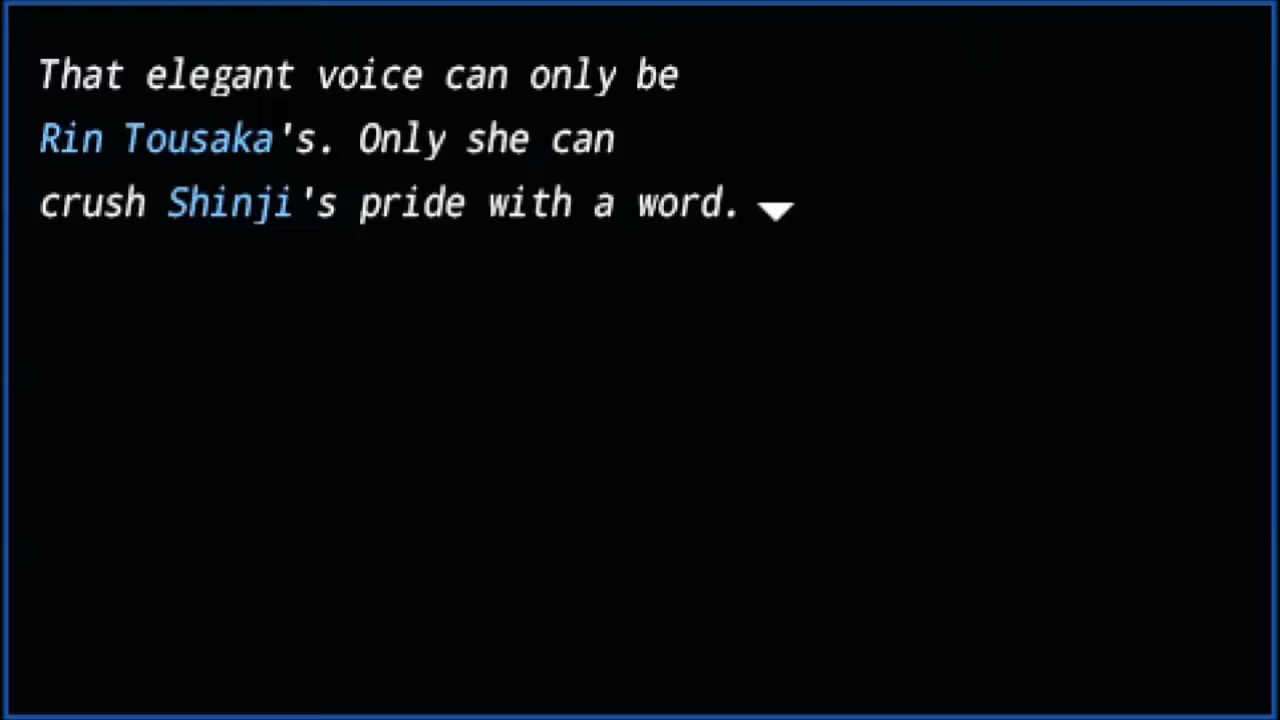 That elegant voice can only be
Rin Tousaka's. Only she can
crush Shinji's pride with a word.